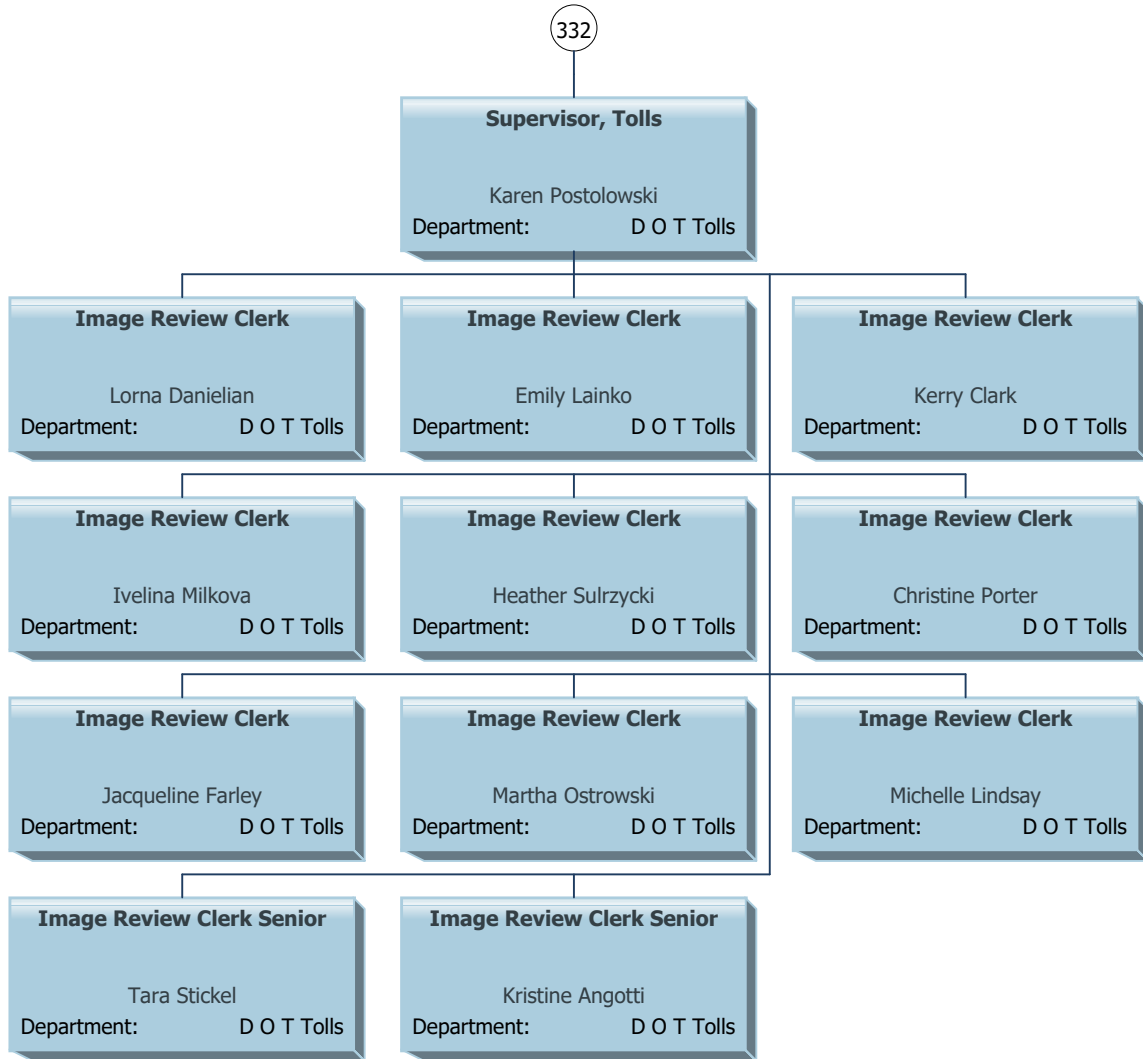 332
Supervisor, Tolls
Karen Postolowski
Department: D O T Tolls
Image Review Clerk
Lorna Danielian
Department: D O T Tolls
Image Review Clerk
Emily Lainko
Department: D O T Tolls
Image Review Clerk
Kerry Clark
Department: D O T Tolls
Image Review Clerk
Ivelina Milkova
Department: D O T Tolls
Image Review Clerk
Heather Sulrzycki
Department: D O T Tolls
Image Review Clerk
Christine Porter
Department: D O T Tolls
Image Review Clerk
Jacqueline Farley
Department: D O T Tolls
Image Review Clerk
Martha Ostrowski
Department: D O T Tolls
Image Review Clerk
Michelle Lindsay
Department: D O T Tolls
Image Review Clerk Senior
Tara Stickel
Department: D O T Tolls
Image Review Clerk Senior
Kristine Angotti
Department: D O T Tolls